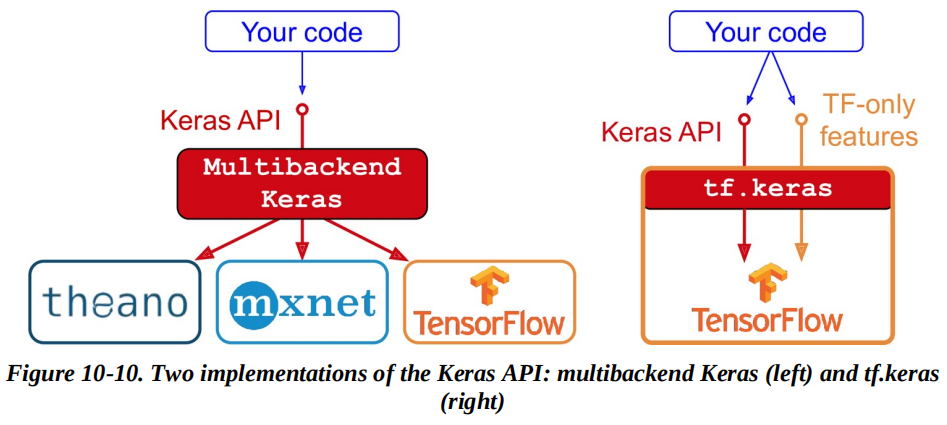 Your code
Keras API
Multibackend
Keras
theano
mxnet
TensorFlow
Your code
Keras API
TF-only
features
tf.keras
TensorFlow
Figure 10-10. Two implementations of the Keras API: multibackend Keras (left) and tf.keras
(right)